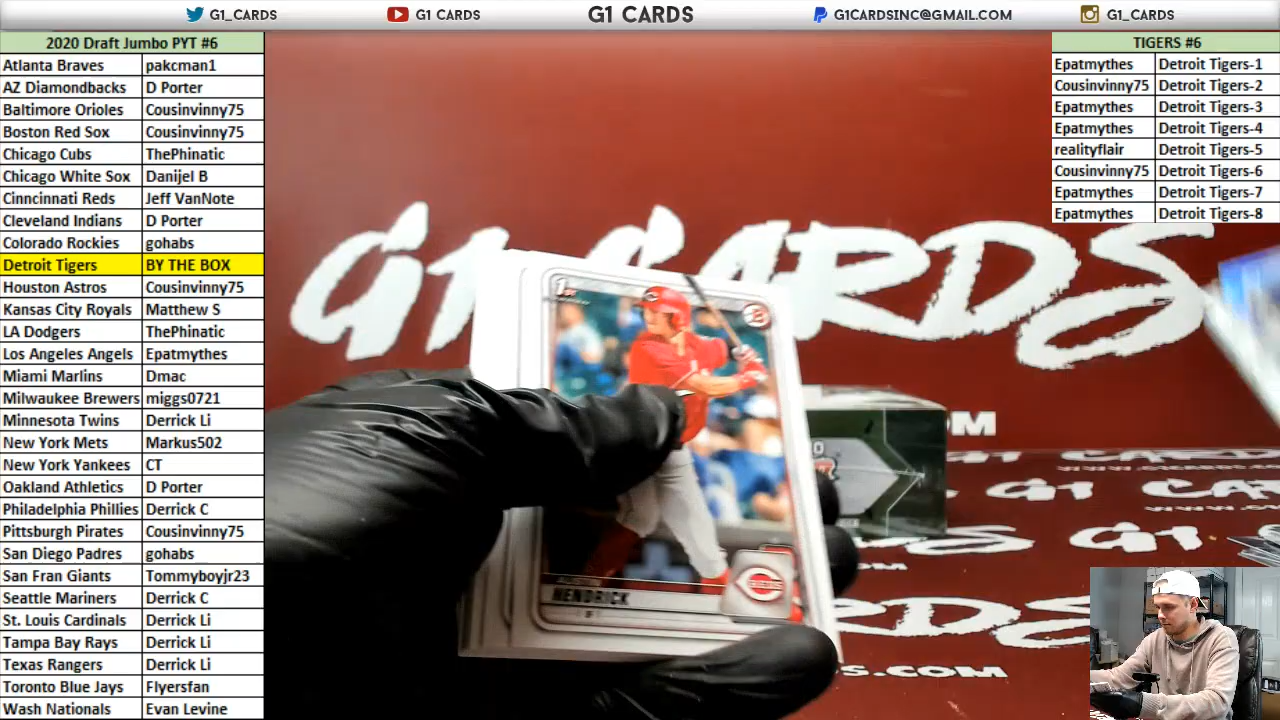 G1_CARDS
G1 CARDS
G1 CARDS
G1CARDSINC@GMAIL.COM
G1_CARDS
2020 Draft Jumbo PYT #6
Atlanta Braves pakcman1
AZ Diamondbacks D Porter
Baltimore Orioles Cousinvinny75
Boston Red Sox Cousinvinny75
Chicago Cubs ThePhinatic
Chicago White Sox Danijel B
Cinncinnati Reds Jeff VanNote
Cleveland Indians D Porter
Colorado Rockies gohabs
Detroit Tigers BY THE BOX
Houston Astros Cousinvinny75
Kansas City Royals Matthew S
LA Dodgers ThePhinatic
Los Angeles Angels Epatmythes
Miami Marlins Dmac
Milwaukee Brewers miggs0721
Minnesota Twins Derrick Li
New York Mets Markus502
New York Yankees CT
Oakland Athletics D Porter
Philadelphia Phillies Derrick C
Pittsburgh Pirates Cousinvinny75
San Diego Padres gohabs
San Fran Giants Tommyboyjr23
Seattle Mariners Derrick C
St. Louis Cardinals Derrick Li
Tampa Bay Rays Derrick Li
Texas Rangers Derrick Li
Toronto Blue Jays Flyersfan
Wash Nationals Evan Levine
TIGERS #6
Epatmythes Detroit Tigers-1
Cousinvinny75 Detroit Tigers-2
Epatmythes Detroit Tigers-3
Epatmythes Detroit Tigers-4
realityflair Detroit Tigers-5
Cousinvinny75 Detroit Tigers-6
Epatmythes Detroit Tigers-7
Epatmythes Detroit Tigers-8
G1 CARDS
1st
AUSTIN
HENDRICK
REDS
G1 CA